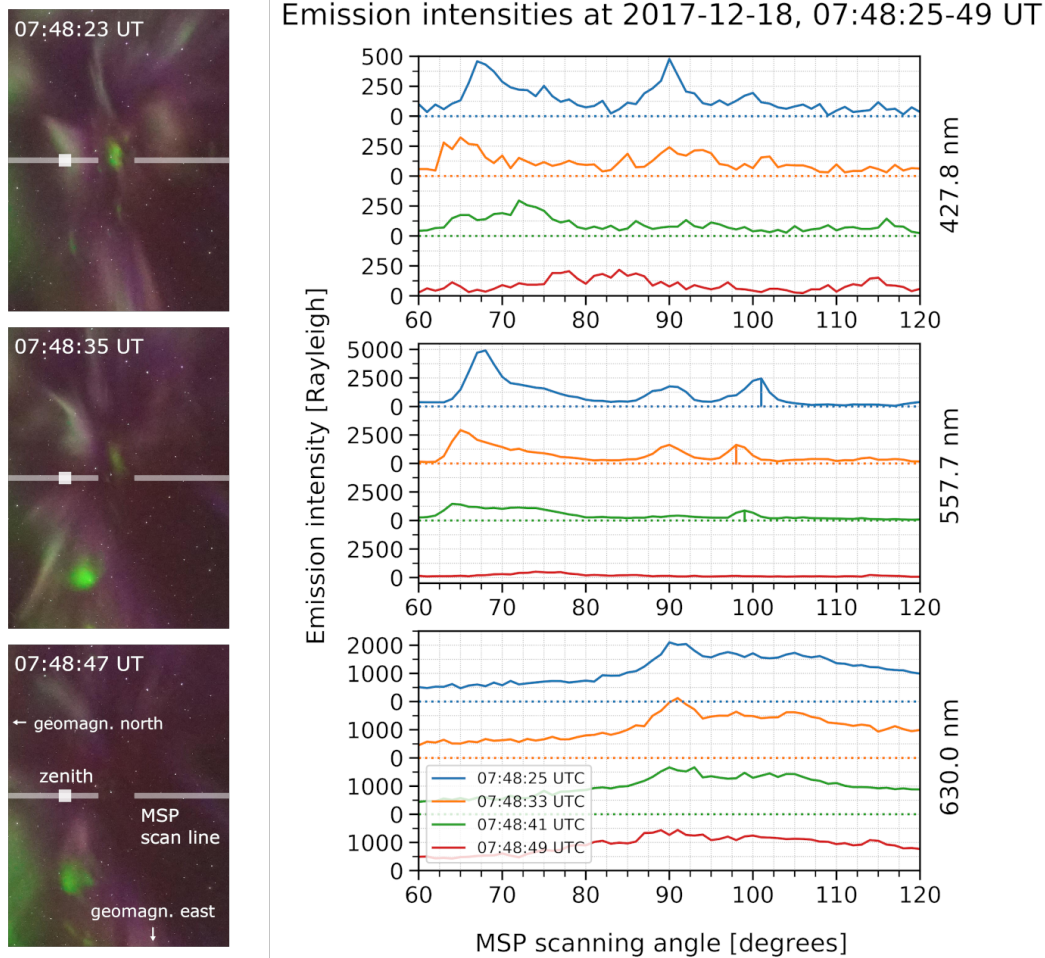 Emission intensities at 2017-12-18, 07:48:25-49 UT
07:48:23 UT
07:48:35 UT
07:48:47 UT
← geomagn. north
zenith
MSP
scan line
geomagn. east
↓
Emission intensity [Rayleigh]
500
250
0
250
0
250
0
250
0
60 70 80 90 100 110 120
427.8 nm
5000
2500
0
2500
0
2500
0
2500
0
60 70 80 90 100 110 120
557.7 nm
2000
1000
0
1000
0
1000
0
1000
0
07:48:25 UTC
07:48:33 UTC
07:48:41 UTC
07:48:49 UTC
60 70 80 90 100 110 120
630.0 nm
MSP scanning angle [degrees]